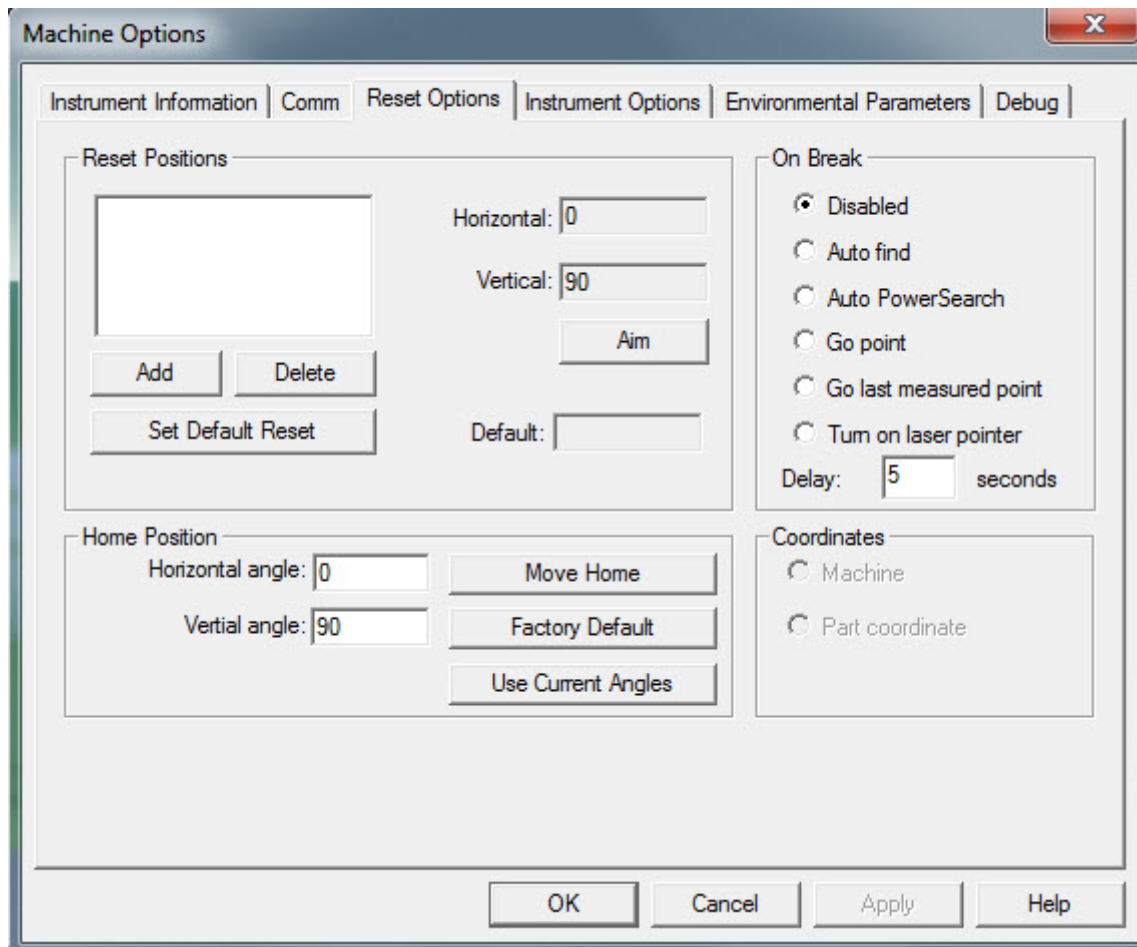 Machine Options
X
Instrument Information Comm Reset Options Instrument Options Environmental Parameters Debug
Reset Positions
Horizontal: 0
Vertical: 90
Aim
Add Delete
Set Default Reset
Default:
On Break
Disabled
Auto find
Auto PowerSearch
Go point
Go last measured point
Turn on laser pointer
Delay: 5 seconds
Home Position
Horizontal angle: 0
Move Home
Vertial angle: 90
Factory Default
Use Current Angles
Coordinates
Machine
Part coordinate
OK Cancel Apply Help